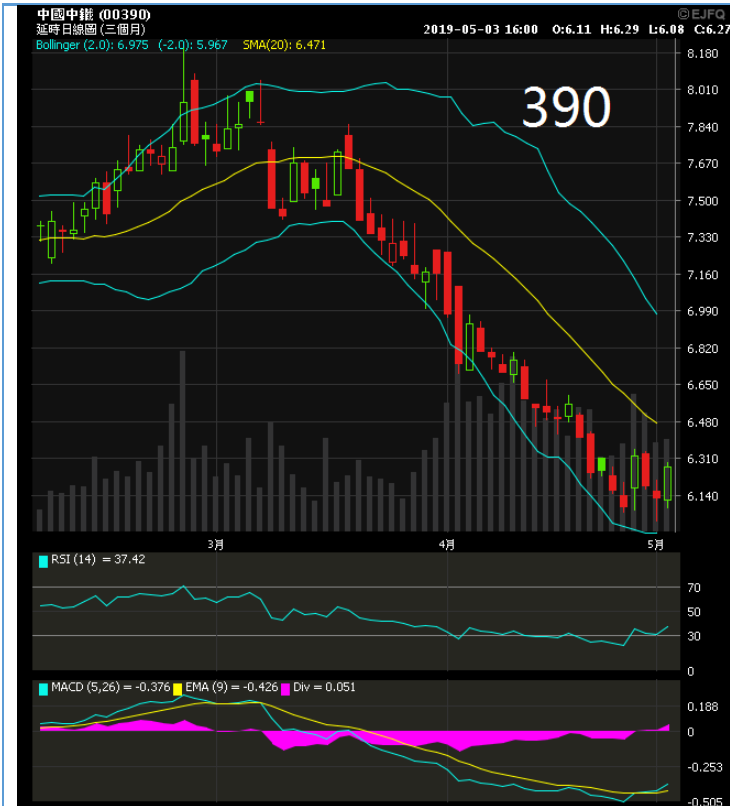 中國中鐵 (00390)
©EJFQ
延時日線圖 (三個月)
2019-05-03 16:00 O:6.11 H:6.29 L:6.08 C:6.27
Bollinger (2.0): 6.975 (-2.0): 5.967 SMA(20): 6.471
390
8.180
8.010
7.840
7.670
7.500
7.330
7.160
6.990
6.820
6.650
6.480
6.310
6.140
3月
4月
5月
RSI (14) = 37.42
70
50
30
0
MACD (5,26) = -0.376 EMA (9) = -0.426 Div = 0.051
0.188
0
-0.253
-0.505